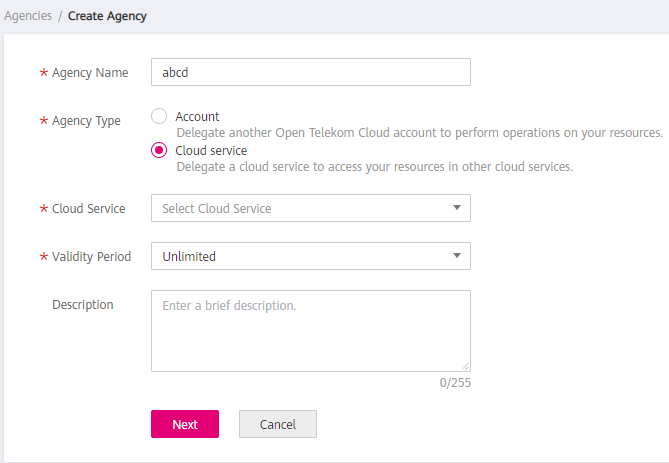 Agencies / Create Agency
* Agency Name abcd
* Agency Type Account
Delegate another Open Telekom Cloud account to perform operations on your resources.
Cloud service
Delegate a cloud service to access your resources in other cloud services.
* Cloud Service Select Cloud Service
* Validity Period Unlimited
Description Enter a brief description.
0/255
Next Cancel